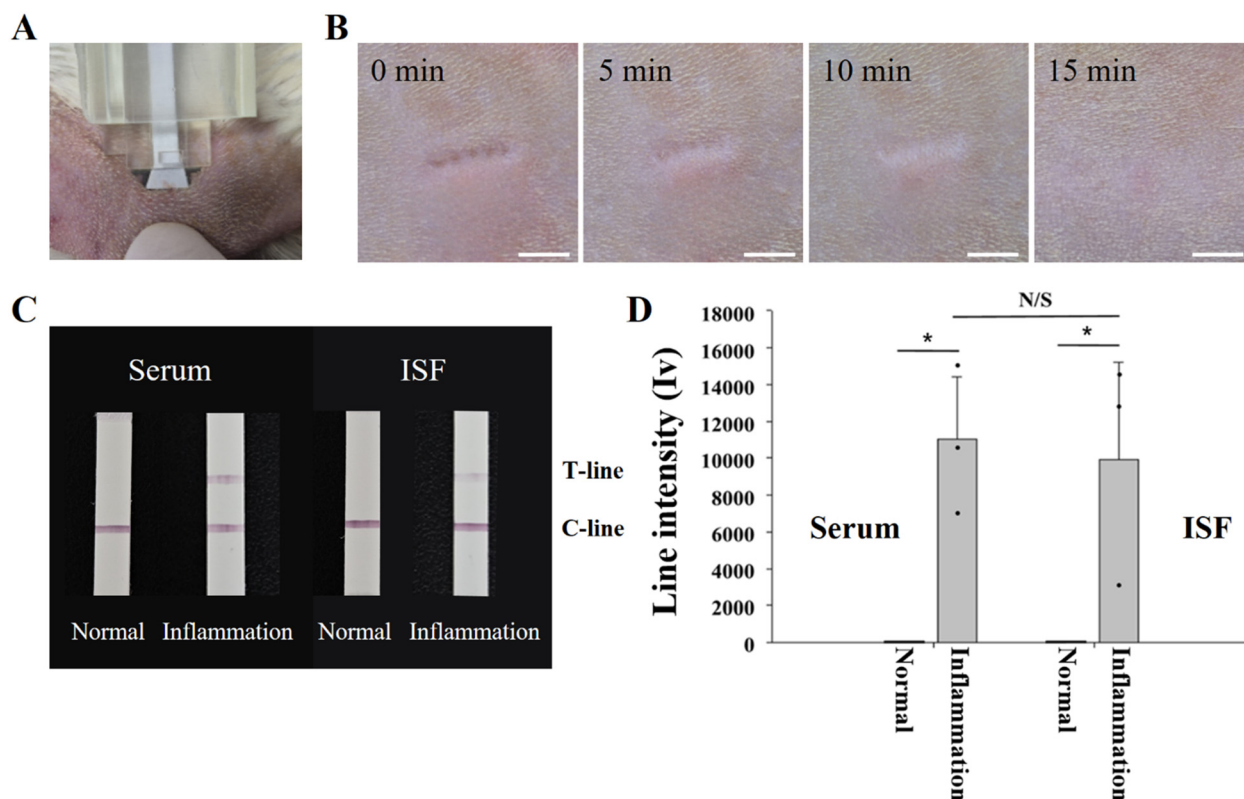 A
B
0 min
5 min
10 min
15 min
C
Serum
ISF
T-line
C-line
Normal
Inflammation
Normal
Inflammation
D
N/S
*
*
Line intensity (Iv)
18000
16000
14000
12000
10000
8000
6000
4000
2000
0
Serum
ISF
Normal
Inflammation
Normal
Inflammation